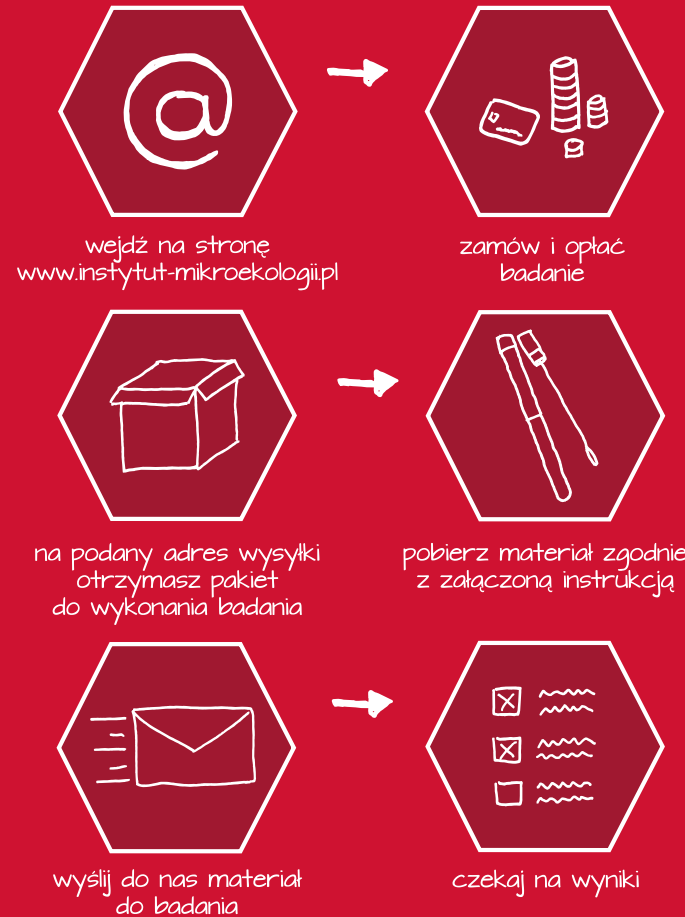 wejdź na stronę
www.instytut-mikroekologii.pl
zamów i opłać
badanie
na podany adres wysyłki
otrzymasz pakiet
do wykonania badania
pobierz materiał zgodnie
z załączoną instrukcją
wyślij do nas materiał
do badania
czekaj na wyniki